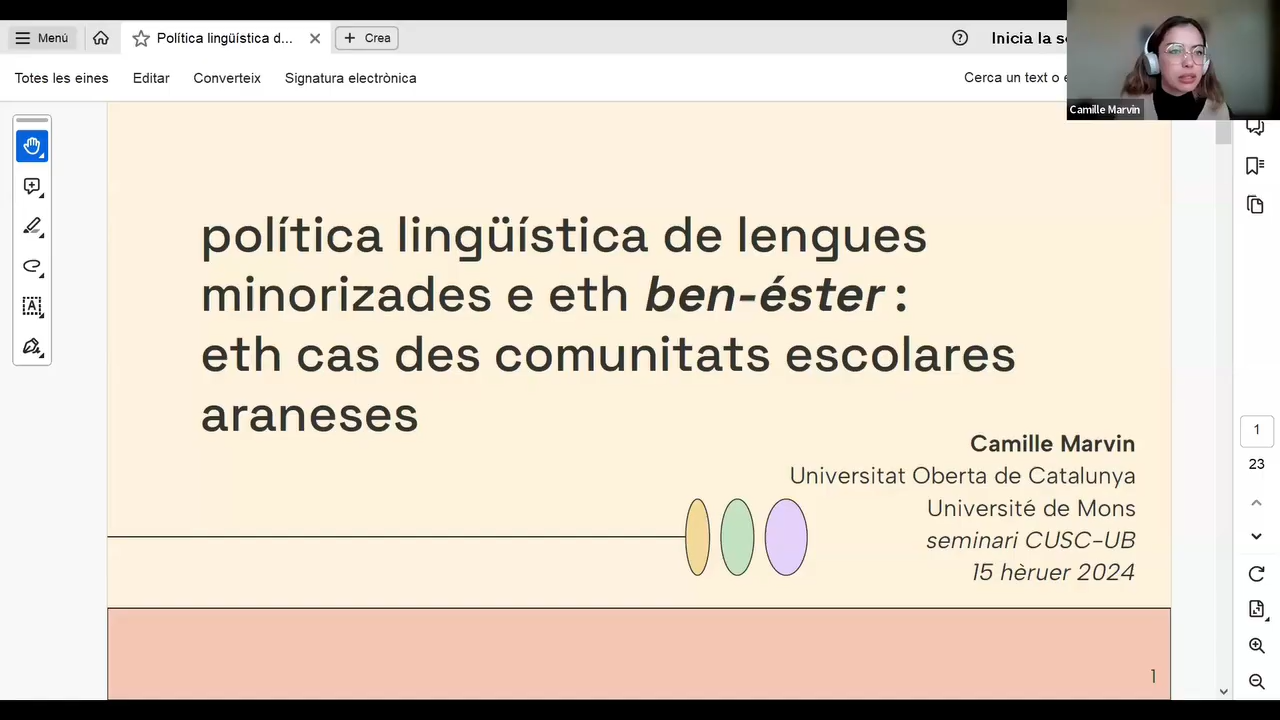 Menú
Política lingüística d...
Crea
Inicia la s
Totes les eines
Editar
Converteix
Signatura electrònica
Cerca un text o e
Camille Marvin
política lingüística de lengues
minorizades e eth ben-éster :
eth cas des comunitats escolares
araneses
Camille Marvin
Universitat Oberta de Catalunya
Université de Mons
seminari CUSC-UB
15 hèruer 2024
1
1
23